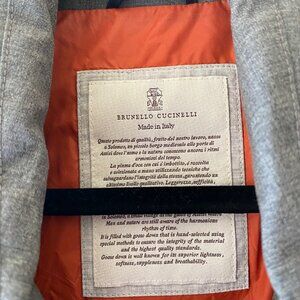 BRUNELLO CUCINELLI
Made in Italy
Questo prodotto di qualità, frutto del nostro lavoro, nasce
a Solomeo, un piccolo borgo medievale alle porte di
Assisi dove l'uomo e la natura conoscono ancora i ritmi
armoniosi del tempo.
La piuma d'oca con cui è imbottito, è raccolta
e selezionata a mano utilizzando tecniche che
salvaguardano l'integrità della stessa, garantendo un
altissimo livello qualitativo. Leggerezza, sofficità,
in Solomeo, a small village at the gates of Assisi where
Man and nature are still aware of the harmonious
rhythms of time.
It is filled with goose down that is hand-selected using
special methods to ensure the integrity of the material
and the highest quality standards.
Goose down is well known for its superior lightness,
softness, suppleness and breathability.